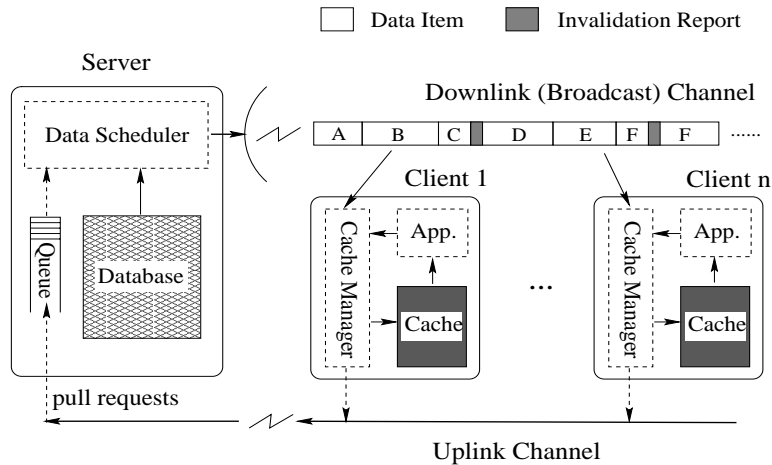 Data Item
Invalidation Report
Server
Downlink (Broadcast) Channel
Data Scheduler
A B C D E F F ......
Client 1
Client n
Queue
Database
Cache Manager
App.
Cache
...
Cache Manager
App.
Cache
pull requests
Uplink Channel